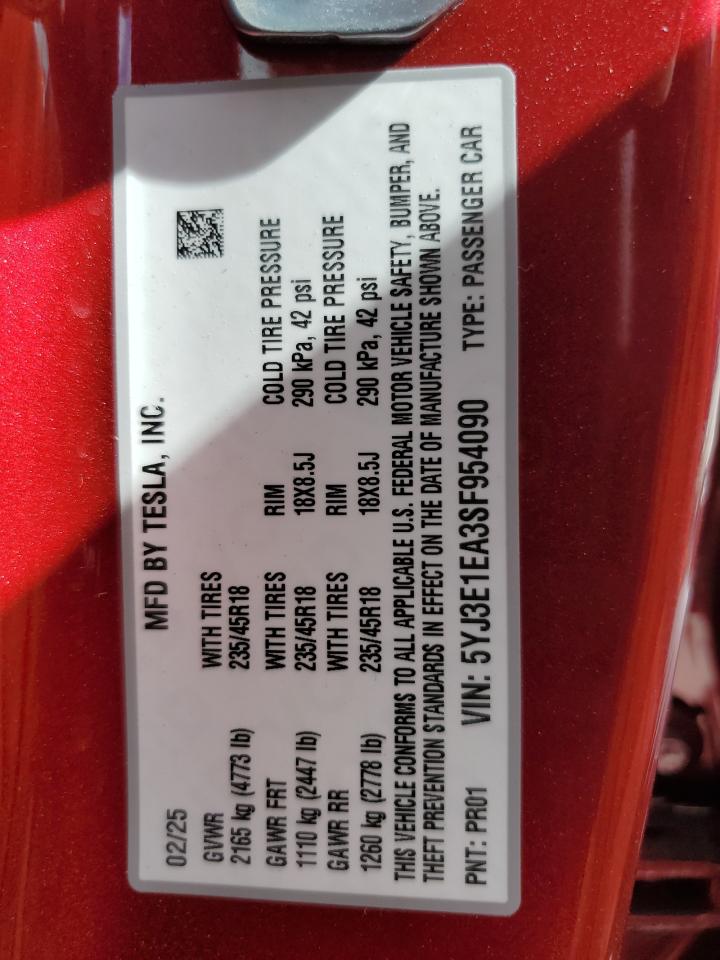 MFD BY TESLA, INC.
02/25
GVWR WITH TIRES
2165 kg (4773 lb) 235/45R18
GAWR FRT WITH TIRES RIM COLD TIRE PRESSURE
1110 kg (2447 lb) 235/45R18 18X8.5J 290 kPa, 42 psi
GAWR RR WITH TIRES RIM COLD TIRE PRESSURE
1260 kg (2778 lb) 235/45R18 18X8.5J 290 kPa, 42 psi
THIS VEHICLE CONFORMS TO ALL APPLICABLE U.S. FEDERAL MOTOR VEHICLE SAFETY, BUMPER, AND
THEFT PREVENTION STANDARDS IN EFFECT ON THE DATE OF MANUFACTURE SHOWN ABOVE.
PNT: PR01 VIN: 5YJ3E1EA3SF954090 TYPE: PASSENGER CAR